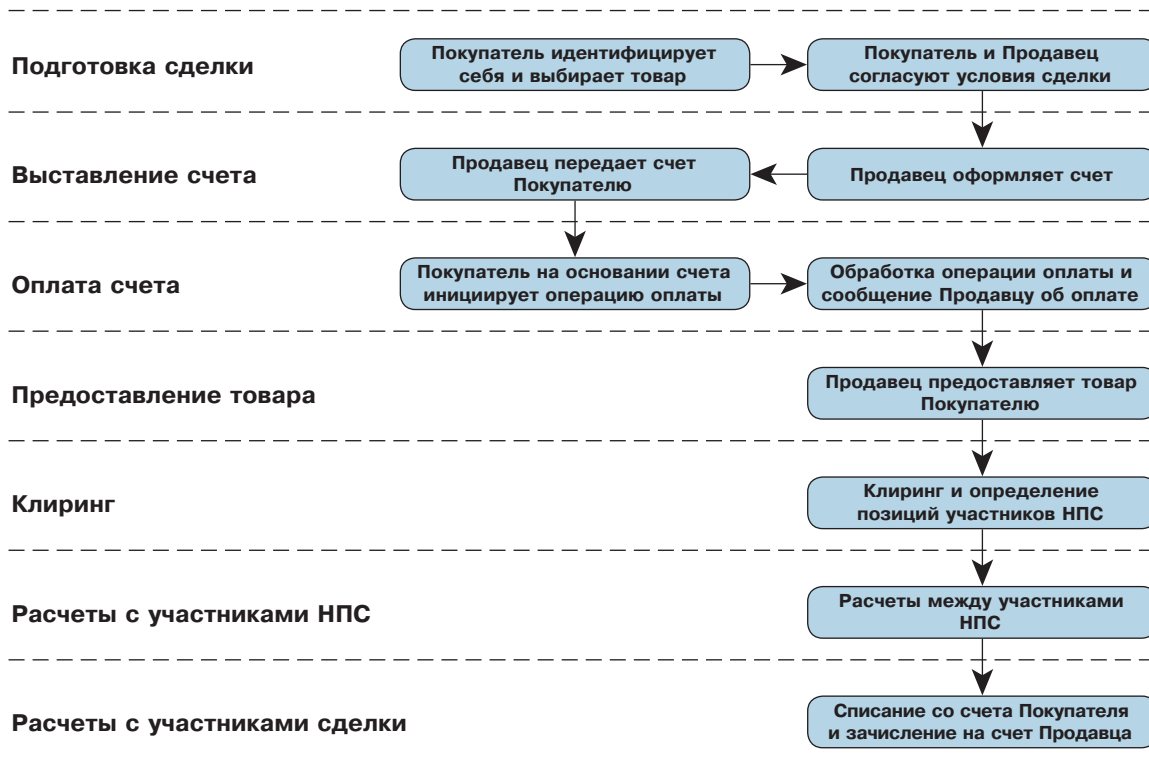 Подготовка сделки
Покупатель идентифицирует
себя и выбирает товар
Покупатель и Продавец
согласуют условия сделки
Выставление счета
Продавец передает счет
Покупателю
Продавец оформляет счет
Оплата счета
Покупатель на основании счета
инициирует операцию оплаты
Обработка операции оплаты и
сообщение Продавцу об оплате
Предоставление товара
Продавец предоставляет товар
Покупателю
Клиринг
Клиринг и определение
позиций участников НПС
Расчеты с участниками НПС
Расчеты между участниками
НПС
Расчеты с участниками сделки
Списание со счета Покупателя
и зачисление на счет Продавца